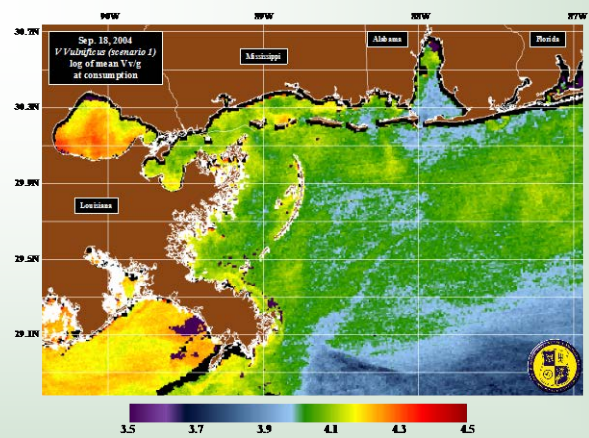 90W 89W 88W 87W
30.7N
Sep. 18, 2004
V Vulnificus (scenario 1)
log of mean Vv/g
at consumption
Mississippi
Alabama
Florida
30.3N
29.9N
Louisiana
29.5N
29.1N
3.5 3.7 3.9 4.1 4.3 4.5